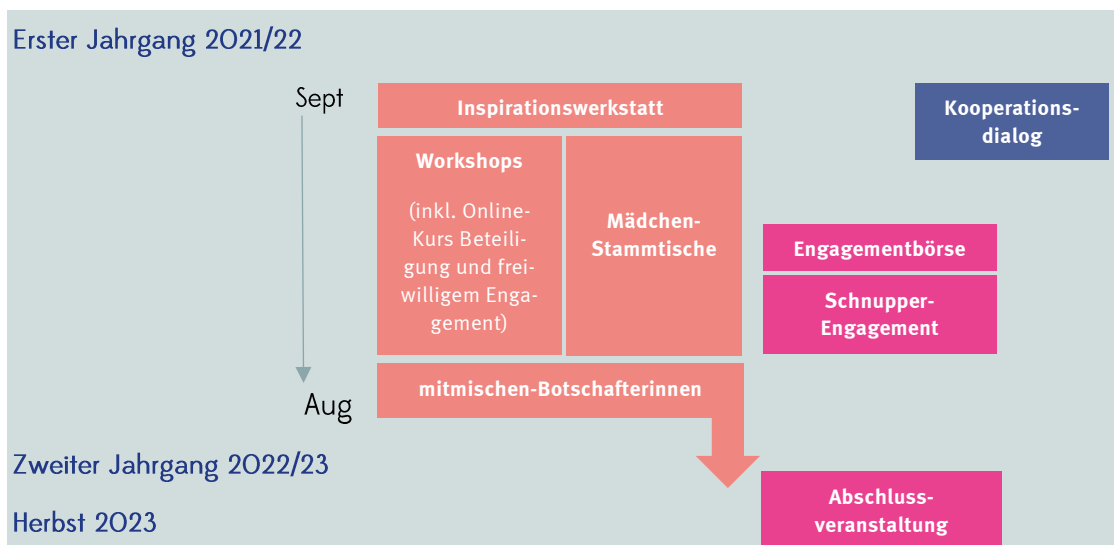 Erster Jahrgang 2021/22
Sept
Inspirationswerkstatt
Kooperations-
dialog
Workshops
(inkl. Online-
Kurs Beteili-
gung und frei-
willigem Enga-
gement)
Mädchen-
Stammtische
Engagementbörse
Schnupper-
Engagement
mitmischen-Botschafterinnen
Aug
Zweiter Jahrgang 2022/23
Abschluss-
veranstaltung
Herbst 2023